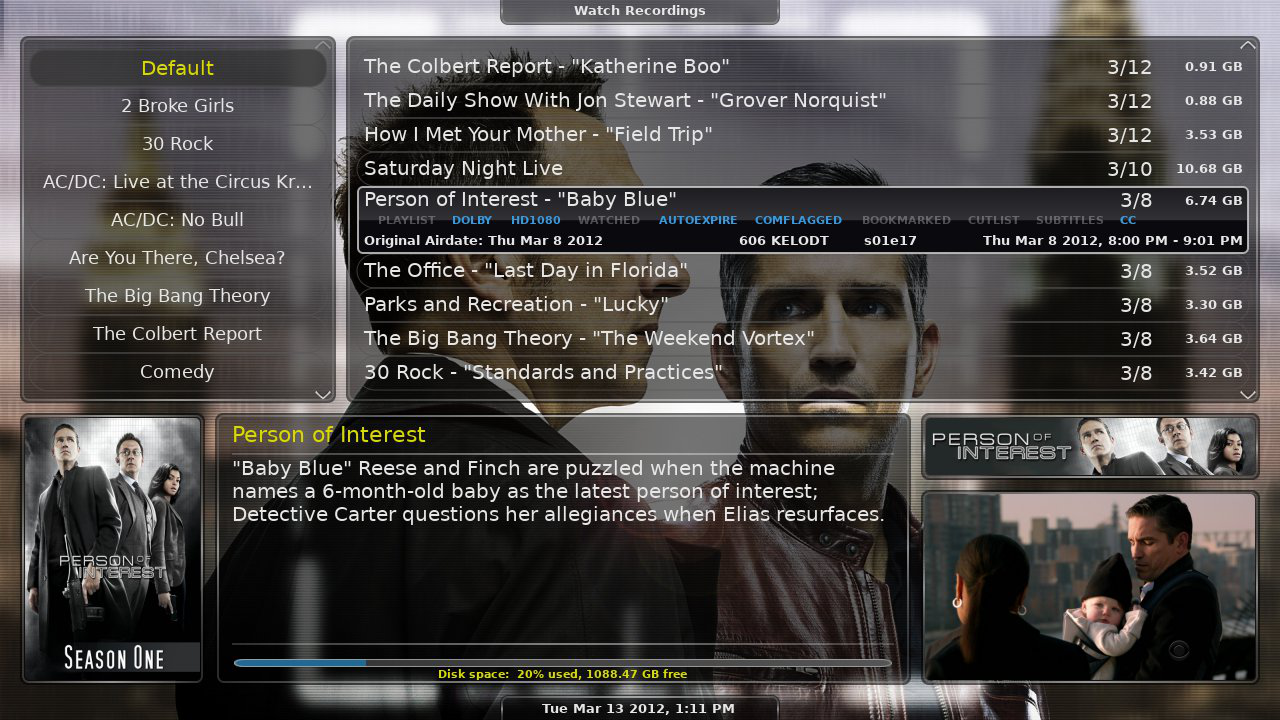 Watch Recordings
Default
2 Broke Girls
30 Rock
AC/DC: Live at the Circus Kr...
AC/DC: No Bull
Are You There, Chelsea?
The Big Bang Theory
The Colbert Report
Comedy
The Colbert Report - "Katherine Boo" 3/12 0.91 GB
The Daily Show With Jon Stewart - "Grover Norquist" 3/12 0.88 GB
How I Met Your Mother - "Field Trip" 3/12 3.53 GB
Saturday Night Live 3/10 10.68 GB
Person of Interest - "Baby Blue" 3/8 6.74 GB
PLAYLIST DOLBY HD1080 WATCHED AUTOEXPIRE COMFLAGGED BOOKMARKED CUTLIST SUBTITLES CC
Original Airdate: Thu Mar 8 2012 606 KELODT s01e17 Thu Mar 8 2012, 8:00 PM - 9:01 PM
The Office - "Last Day in Florida" 3/8 3.52 GB
Parks and Recreation - "Lucky" 3/8 3.30 GB
The Big Bang Theory - "The Weekend Vortex" 3/8 3.64 GB
30 Rock - "Standards and Practices" 3/8 3.42 GB
PERSON OF
INTEREST
SEASON ONE
Person of Interest
"Baby Blue" Reese and Finch are puzzled when the machine
names a 6-month-old baby as the latest person of interest;
Detective Carter questions her allegiances when Elias resurfaces.
Disk space: 20% used, 1088.47 GB free
PERSON OF
INTEREST
Tue Mar 13 2012, 1:11 PM